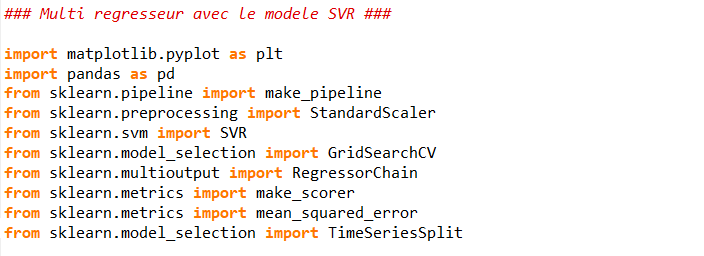 ### Multi regresseur avec le modele SVR ###
import matplotlib.pyplot as plt
import pandas as pd
from sklearn.pipeline import make_pipeline
from sklearn.preprocessing import StandardScaler
from sklearn.svm import SVR
from sklearn.model_selection import GridSearchCV
from sklearn.multioutput import RegressorChain
from sklearn.metrics import make_scorer
from sklearn.metrics import mean_squared_error
from sklearn.model_selection import TimeSeriesSplit